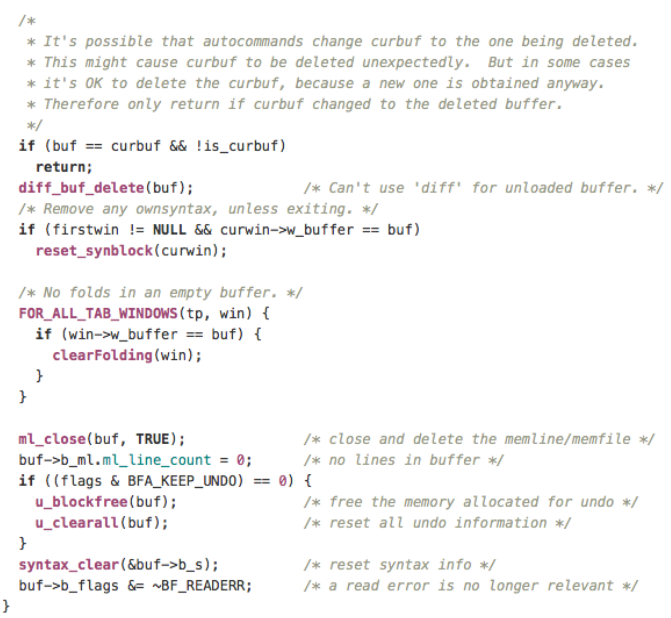 /*
 * It's possible that autocommands change curbuf to the one being deleted.
 * This might cause curbuf to be deleted unexpectedly.  But in some cases
 * it's OK to delete the curbuf, because a new one is obtained anyway.
 * Therefore only return if curbuf changed to the deleted buffer.
 */
if (buf == curbuf && !is_curbuf)
  return;
diff_buf_delete(buf);             /* Can't use 'diff' for unloaded buffer. */
/* Remove any ownsyntax, unless exiting. */
if (firstwin != NULL && curwin->w_buffer == buf)
  reset_synblock(curwin);

/* No folds in an empty buffer. */
FOR_ALL_TAB_WINDOWS(tp, win) {
  if (win->w_buffer == buf) {
    clearFolding(win);
  }
}

ml_close(buf, TRUE);              /* close and delete the memline/memfile */
buf->b_ml.ml_line_count = 0;      /* no lines in buffer */
if ((flags & BFA_KEEP_UNDO) == 0) {
  u_blockfree(buf);               /* free the memory allocated for undo */
  u_clearall(buf);                /* reset all undo information */
}
syntax_clear(&buf->b_s);          /* reset syntax info */
buf->b_flags &= ~BF_READERR;      /* a read error is no longer relevant */
}